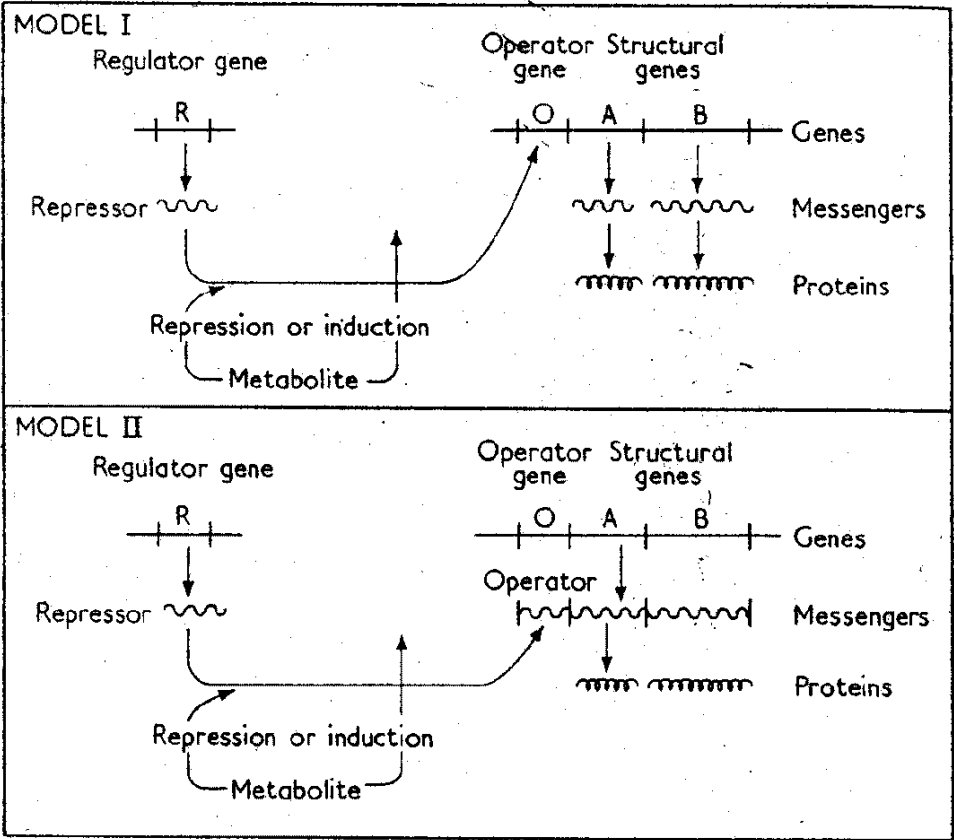 MODEL I
Regulator gene
Operator gene
Structural genes
R
O
A
B
Genes
Repressor
Messengers
Proteins
Repression or induction
Metabolite
MODEL II
Regulator gene
Operator gene
Structural genes
R
O
A
B
Genes
Operator
Repressor
Messengers
Proteins
Repression or induction
Metabolite